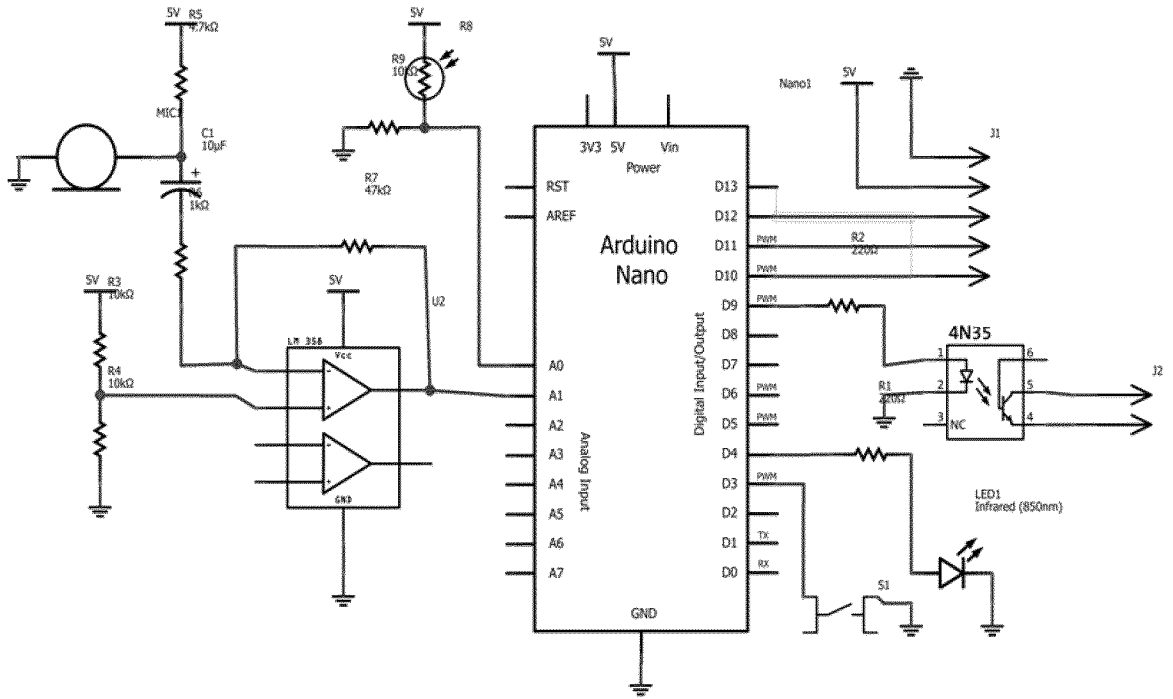 5V
R5
4.7kΩ
MIC1
C1
10µF
+
R6
1kΩ
5V
R8
R9
10kΩ
R7
47kΩ
5V
R3
10kΩ
R4
10kΩ
5V
U2
LM 358
Vcc
-
+
-
+
GND
5V
3V3 5V Vin
Power
RST
AREF
Arduino
Nano
A0
A1
A2
A3
A4
A5
A6
A7
Analog Input
D13
D12
D11 PWM
D10 PWM
D9 PWM
D8
D7
D6 PWM
D5 PWM
D4
D3 PWM
D2
D1 TX
D0 RX
Digital Input/Output
GND
Nano1
5V
J1
R2
220Ω
4N35
1
2
3
NC
6
5
4
R1
220Ω
J2
LED1
Infrared (850nm)
S1